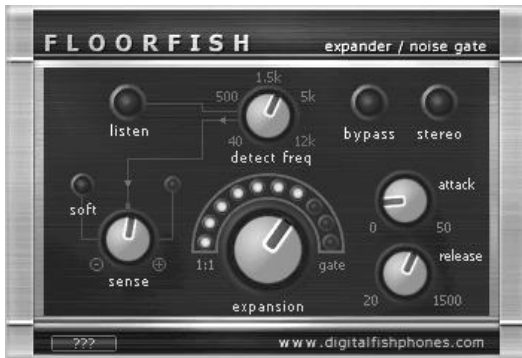 FLOORFISH
expander / noise gate
1.5k
500
5k
listen
40
12k
detect freq
bypass
stereo
soft
attack
0
50
sense
1:1
gate
expansion
release
20
1500
???
www.digitalfishphones.com